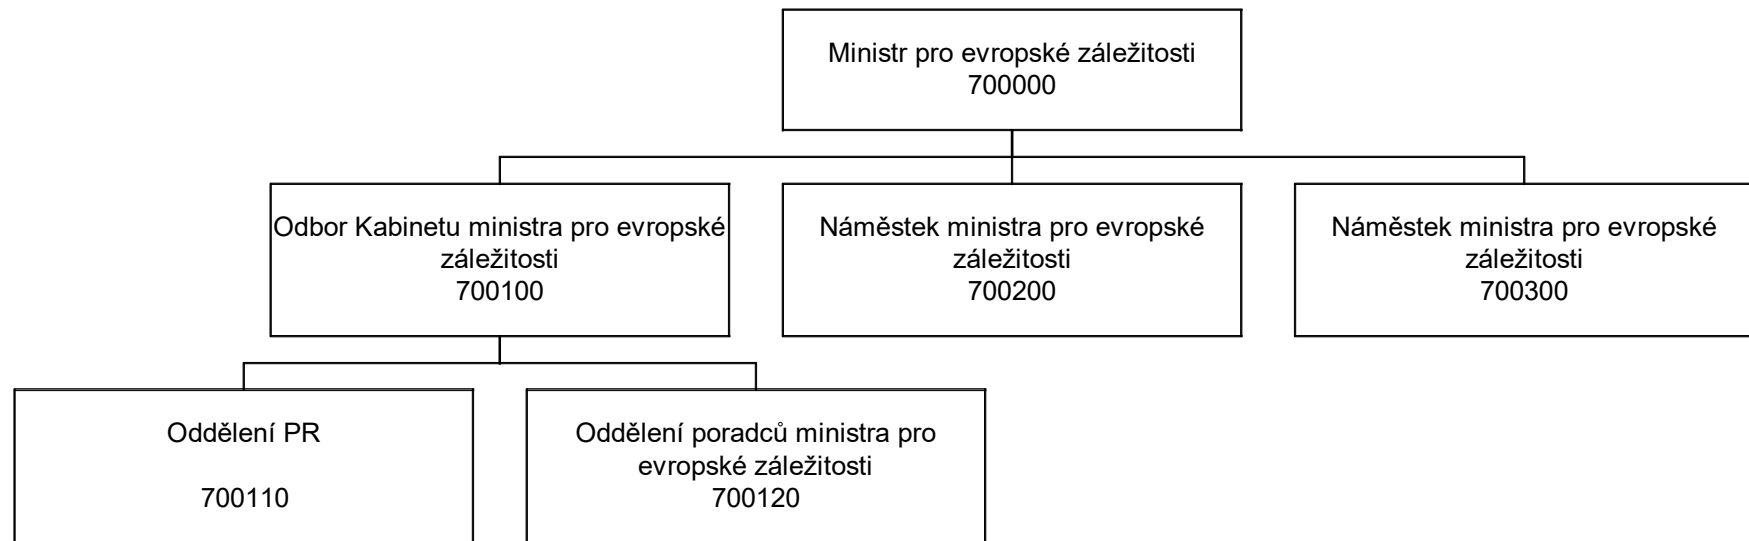 Ministr pro evropské záležitosti
700000
Odbor Kabinetu ministra pro evropské
záležitosti
700100
Náměstek ministra pro evropské
záležitosti
700200
Náměstek ministra pro evropské
záležitosti
700300
Oddělení PR
700110
Oddělení poradců ministra pro
evropské záležitosti
700120